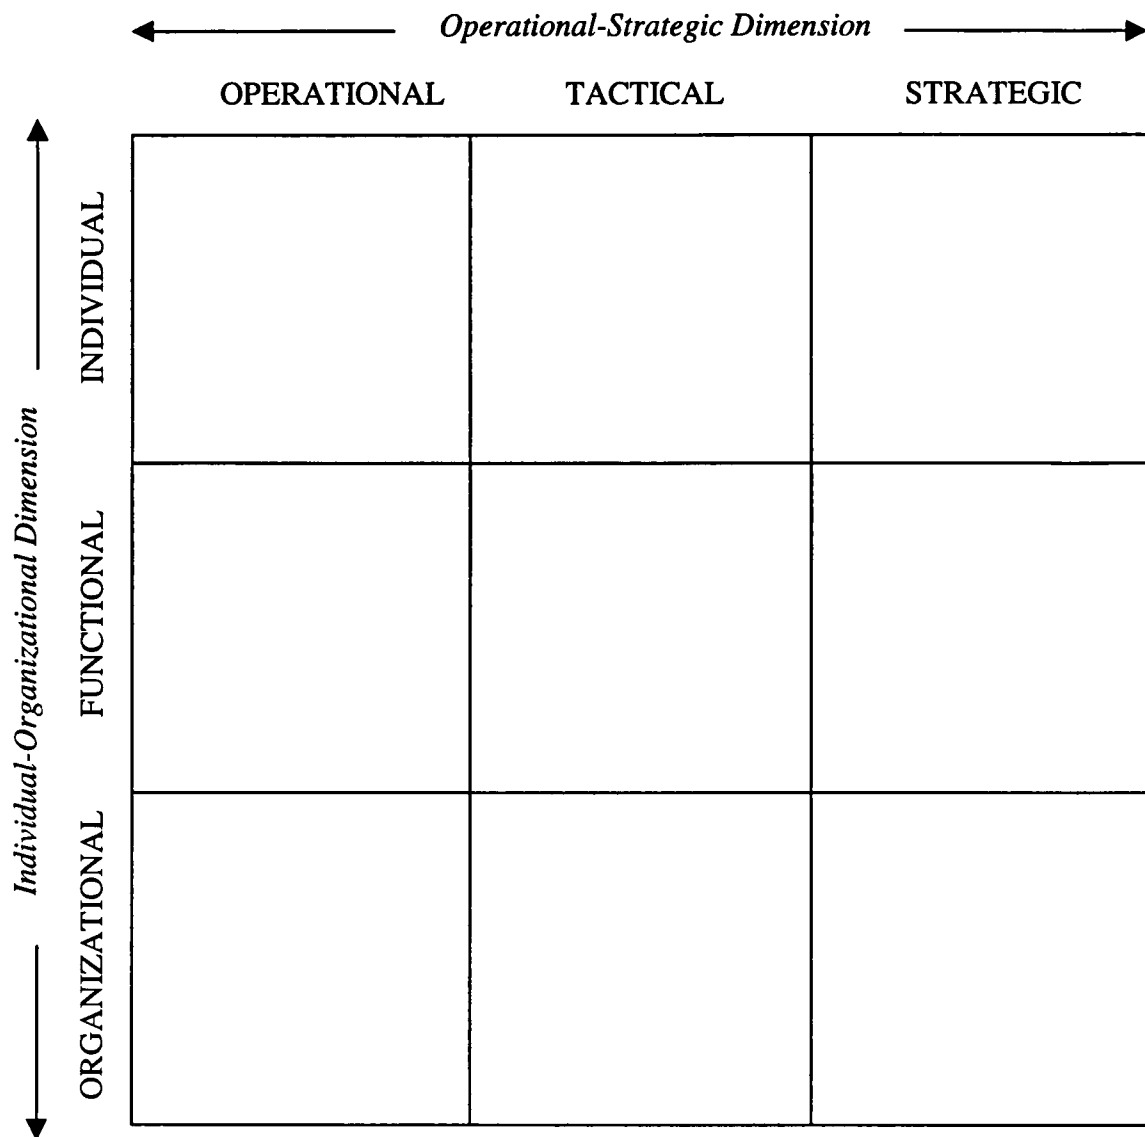 Operational-Strategic Dimension
OPERATIONAL TACTICAL STRATEGIC
Individual-Organizational Dimension
INDIVIDUAL
FUNCTIONAL
ORGANIZATIONAL